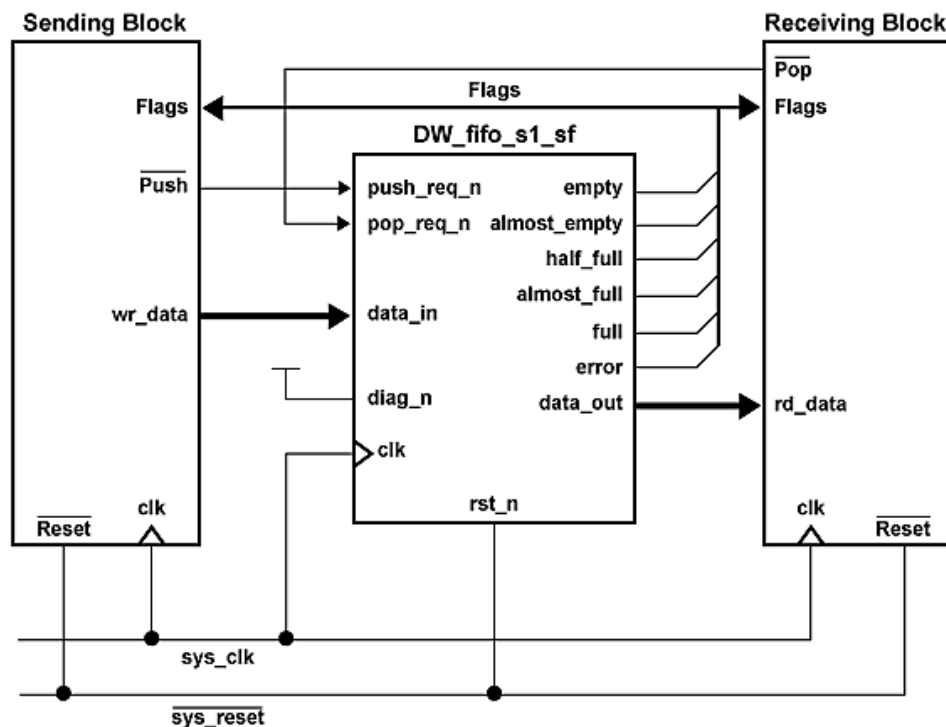 Sending Block
Receiving Block
Pop
Flags
Flags
Flags
DW_fifo_s1_sf
Push
push_req_n
empty
pop_req_n
almost_empty
half_full
almost_full
wr_data
data_in
full
error
diag_n
data_out
rd_data
clk
rst_n
clk
Reset
clk
Reset
sys_clk
sys_reset